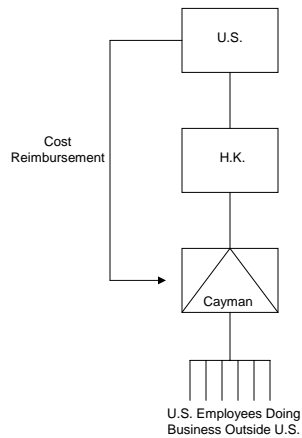 U.S.
Cost
Reimbursement
H.K.
Cayman
U.S. Employees Doing
Business Outside U.S.